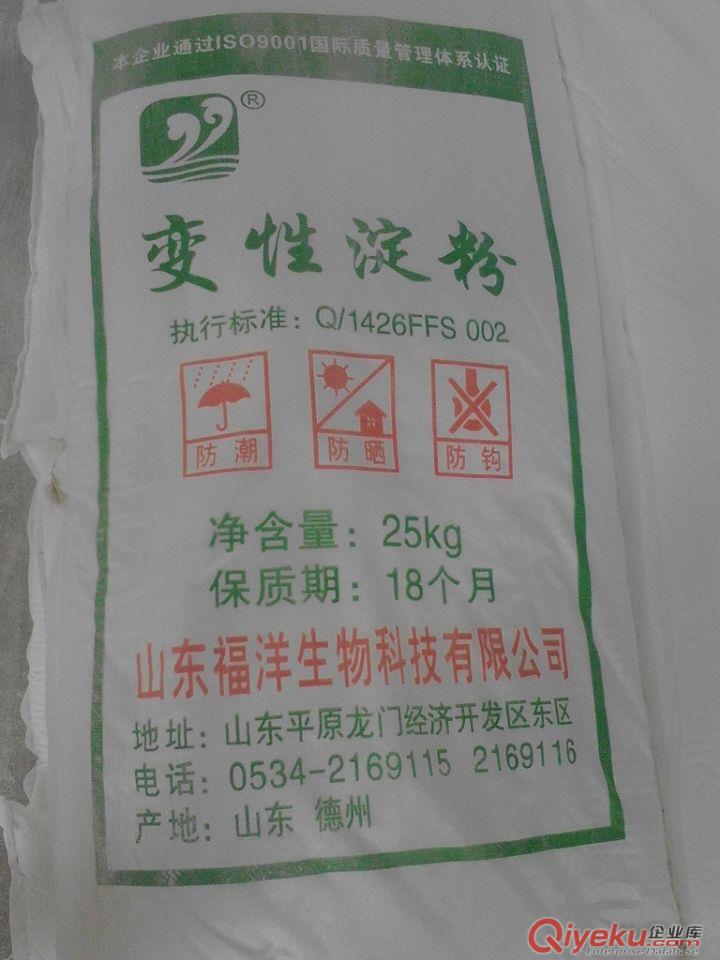 本企业通过ISO9001国际质量管理体系认证
®
变性淀粉
执行标准：Q/1426FFS 002
防潮 防晒 防钩
净含量：25kg
保质期：18个月
山东福洋生物科技有限公司
地址：山东平原龙门经济开发区东区
电话：0534-2169115 2169116
产地：山东 德州
Qiyeku企业库
Enterprise Database